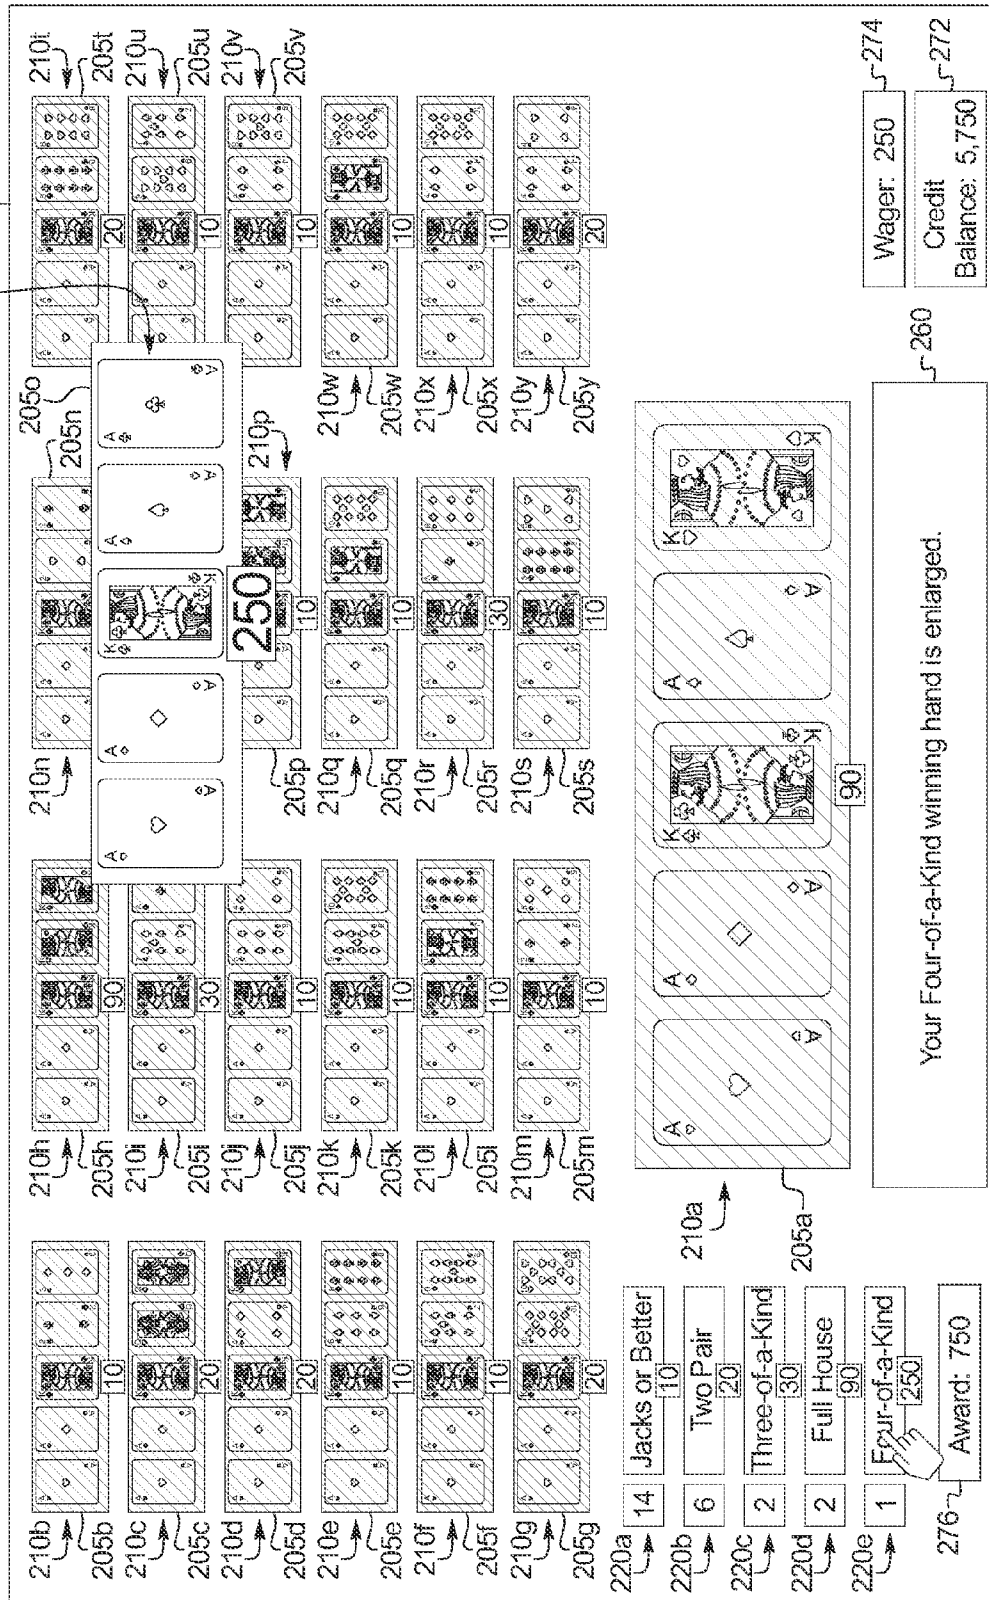 210b
210h
210n
205o
210t
205b
10
205h
90
205n
20
205t
210c
210i
A A K A A
210u
205c
20
205i
30
A A K A A
10
205u
250
210d
210j
210p
210v
205d
10
205j
10
205p
10
10
205v
210e
210k
210q
210w
205e
10
205k
10
205q
10
205w
10
210f
210l
210r
210x
205f
10
205l
10
205r
30
205x
10
210g
210m
210s
210y
205g
20
205m
10
205s
10
205y
20
220a
14
Jacks or Better
10
220b
6
Two Pair
20
220c
2
Three-of-a-Kind
30
220d
2
Full House
90
220e
1
Four-of-a-Kind
250
276
Award: 750
210a
A A K A K
A A K A K
205a
90
Your Four-of-a-Kind winning hand is enlarged.
260
Wager: 250
274
Credit
Balance: 5,750
272